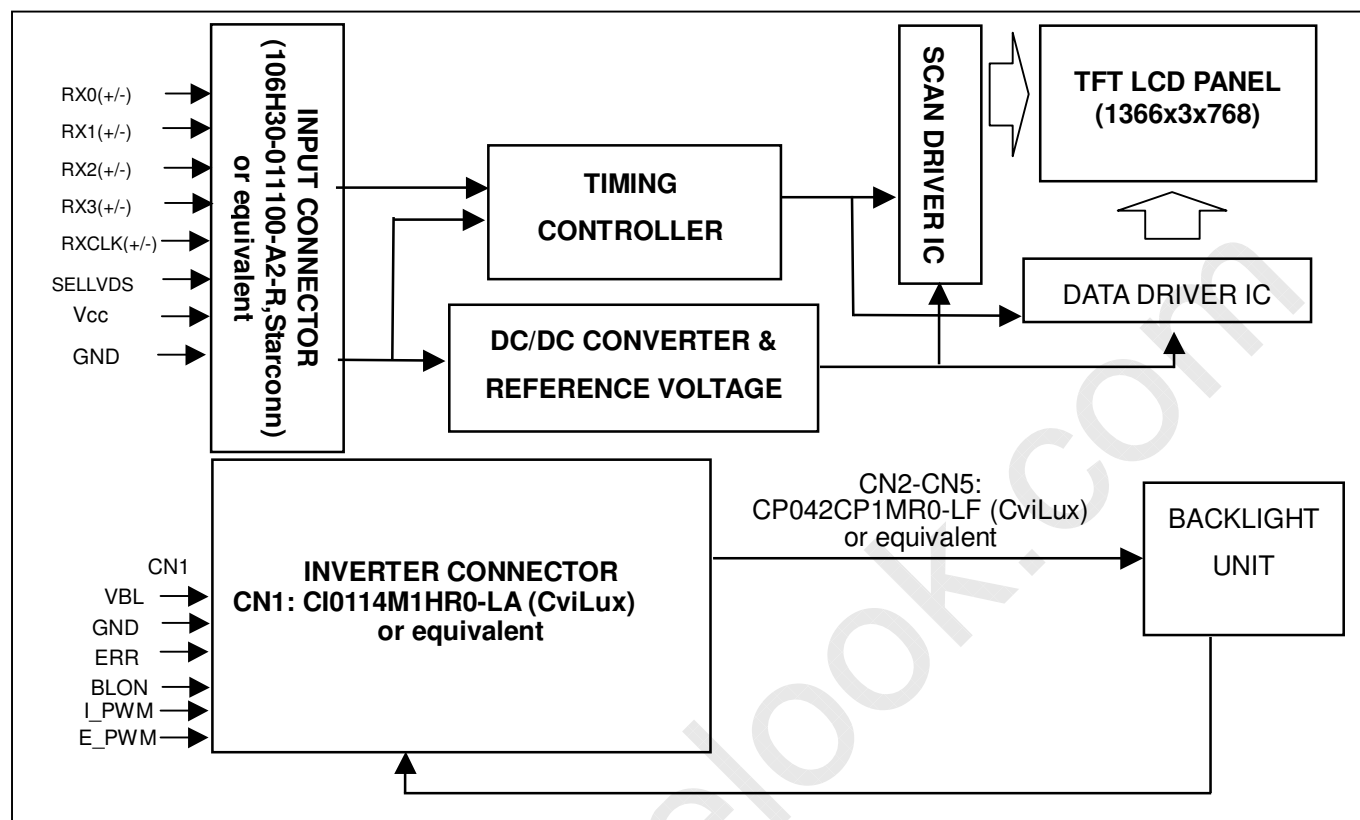 RX0(+/-)
RX1(+/-)
RX2(+/-)
RX3(+/-)
RXCLK(+/-)
SELLVDS
Vcc
GND
INPUT CONNECTOR
(106H30-011100-A2-R,Starconn)
or equivalent
TIMING
CONTROLLER
DC/DC CONVERTER &
REFERENCE VOLTAGE
SCAN DRIVER IC
TFT LCD PANEL
(1366x3x768)
DATA DRIVER IC
CN1
VBL
GND
ERR
BLON
I_PWM
E_PWM
INVERTER CONNECTOR
CN1: CI0114M1HR0-LA (CviLux)
or equivalent
CN2-CN5:
CP042CP1MR0-LF (CviLux)
or equivalent
BACKLIGHT
UNIT
elook.com